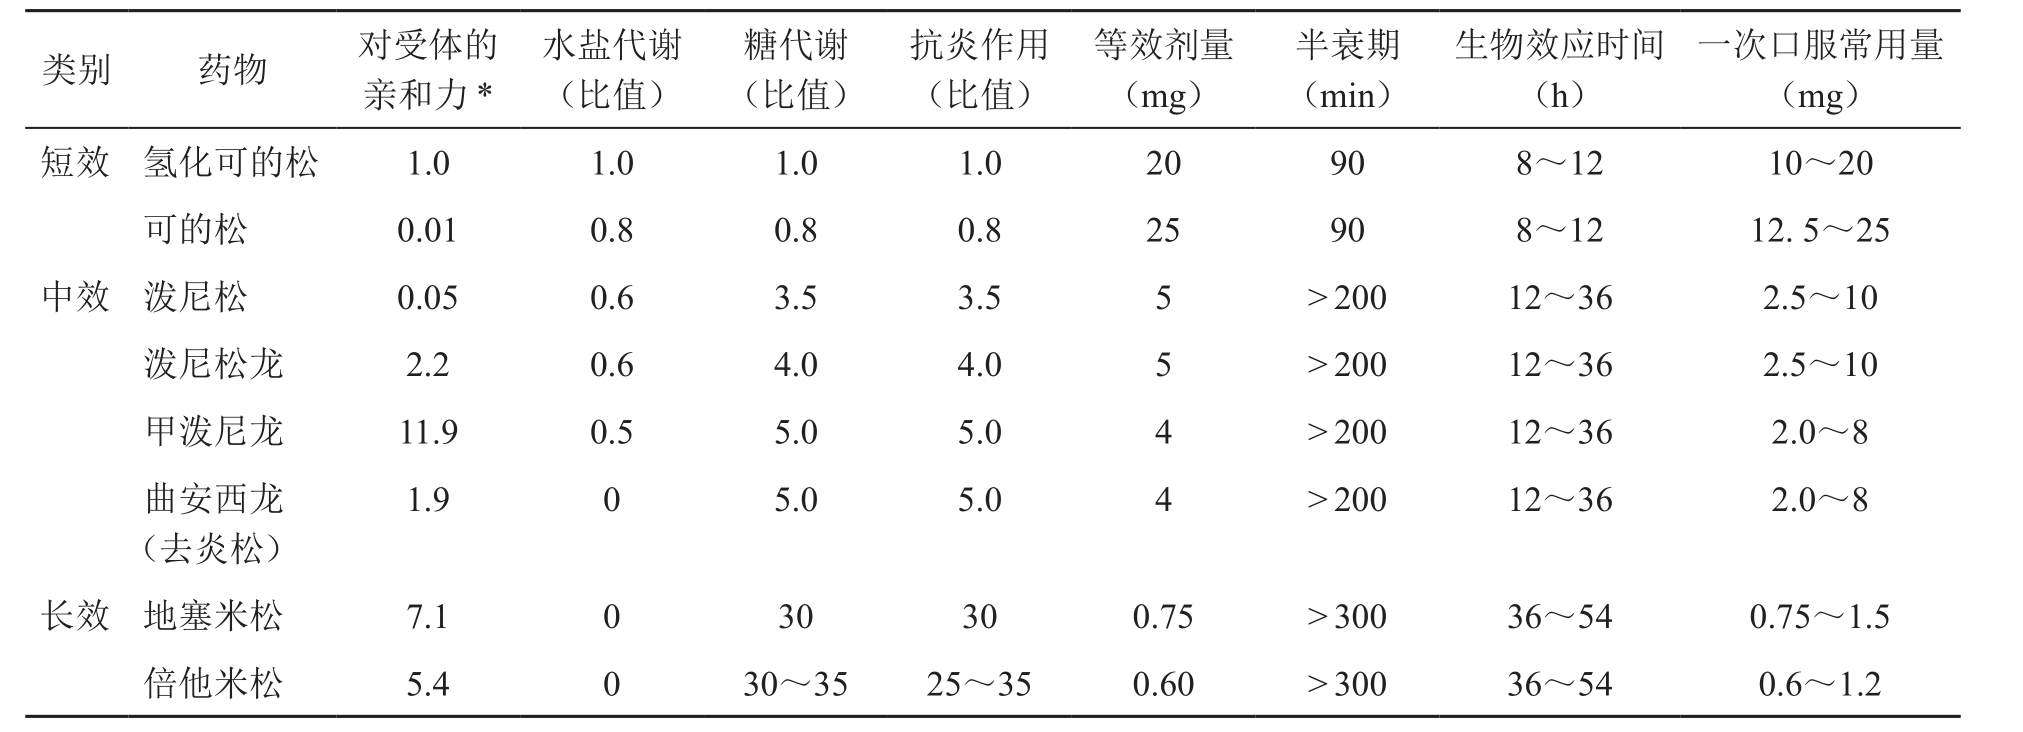 类别 药物 对受体的亲和力* 水盐代谢（比值） 糖代谢（比值） 抗炎作用（比值） 等效剂量（mg） 半衰期（min） 生物效应时间（h） 一次口服常用量（mg）
短效 氢化可的松 1.0 1.0 1.0 1.0 20 90 8～12 10～20
可的松 0.01 0.8 0.8 0.8 25 90 8～12 12. 5～25
中效 泼尼松 0.05 0.6 3.5 3.5 5 >200 12～36 2.5～10
泼尼松龙 2.2 0.6 4.0 4.0 5 >200 12～36 2.5～10
甲泼尼龙 11.9 0.5 5.0 5.0 4 >200 12～36 2.0～8
曲安西龙 1.9 0 5.0 5.0 4 >200 12～36 2.0～8
（去炎松）
长效 地塞米松 7.1 0 30 30 0.75 >300 36～54 0.75～1.5
倍他米松 5.4 0 30～35 25～35 0.60 >300 36～54 0.6～1.2